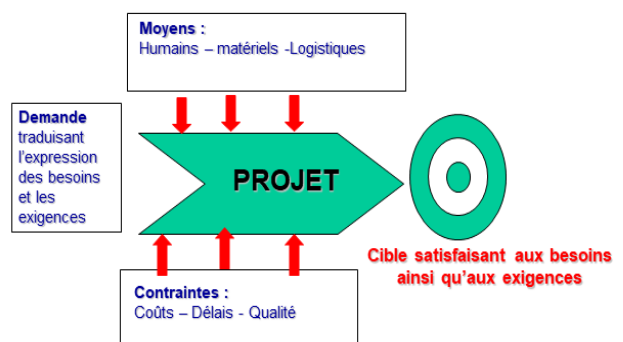 Moyens :
Humains – matériels -Logistiques
Demande
traduisant
l'expression
des besoins
et les
exigences
PROJET
Cible satisfaisant aux besoins
ainsi qu'aux exigences
Contraintes :
Coûts – Délais - Qualité